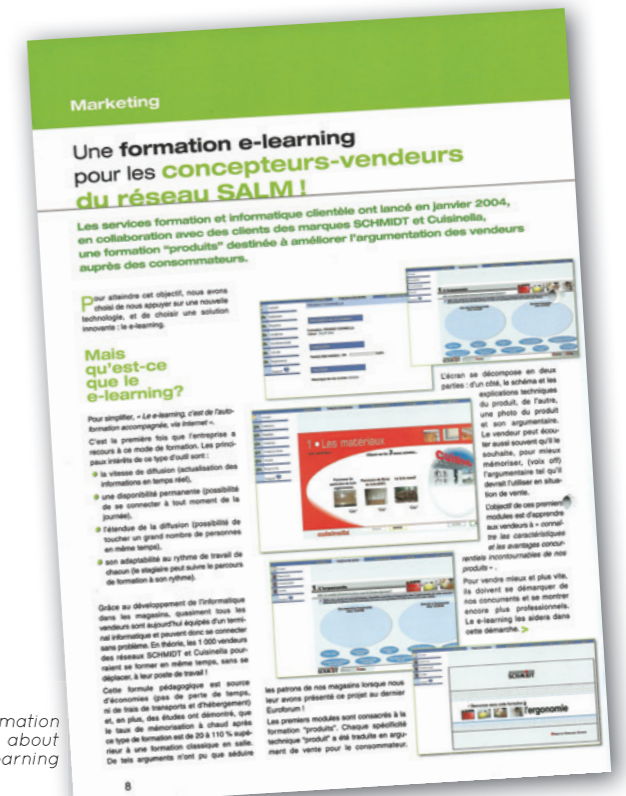 Marketing
Une formation e-learning
pour les concepteurs-vendeurs
du réseau SALM !
Les services formation et informatique clientèle ont lancé en janvier 2004,
en collaboration avec des clients des marques SCHMIDT et Cuisinella,
une formation "produits" destinée à améliorer l'argumentation des vendeurs
auprès des consommateurs.
Pour atteindre cet objectif, nous avons
choisi de nous appuyer sur une nouvelle
technologie, et de choisir une solution
innovante : le e-learning.
Mais
qu'est-ce
que le
e-learning?
Pour simplifier, « Le e-learning, c'est de l'auto-
formation accompagnée, via Internet ».
C'est la première fois que l'entreprise a
recours à ce mode de formation. Les princi-
paux intérêts de ce type d'outil sont :
la vitesse de diffusion (actualisation des
informations en temps réel),
une disponibilité permanente (possibilité
de se connecter à tout moment de la
journée),
l'étendue de la diffusion (possibilité de
toucher un grand nombre de personnes
en même temps),
son adaptabilité au rythme de travail de
chacun (le stagiaire peut suivre le parcours
de formation à son rythme).
Grâce au développement de l'informatique
dans les magasins, quasiment tous les
vendeurs sont aujourd'hui équipés d'un termi-
nal informatique et peuvent donc se connecter
sans problème. En théorie, les 1 000 vendeurs
des réseaux SCHMIDT et Cuisinella pour-
raient se former en même temps, sans se
déplacer, à leur poste de travail !
Cette formule pédagogique est source
d'économies (pas de perte de temps,
ni de frais de transports et d'hébergement)
et, en plus, des études ont démontré, que
le taux de mémorisation à chaud après
ce type de formation est de 20 à 110 % supé-
rieur à une formation classique en salle.
De tels arguments n'ont pu que séduire
les patrons de nos magasins lorsque nous
leur avons présenté ce projet au dernier
Euroforum !
Les premiers modules sont consacrés à la
formation "produits". Chaque spécificité
technique "produit" a été traduite en argu-
ment de vente pour le consommateur.
1 • Les matériaux
cuisinella
L'écran se décompose en deux
parties : d'un côté, le schéma et les
explications techniques
du produit, de l'autre,
une photo du produit
et son argumentaire.
Le vendeur peut écou-
ter aussi souvent qu'il le
souhaite, pour mieux
mémoriser, (voix off)
l'argumentaire tel qu'il
devrait l'utiliser en situa-
tion de vente.
L'objectif de ces premiers
modules est d'apprendre
aux vendeurs à « connaî-
tre les caractéristiques
et les avantages concur-
rentiels incontournables de nos
produits » .
Pour vendre mieux et plus vite,
ils doivent se démarquer de
nos concurrents et se montrer
encore plus professionnels.
Le e-learning les aidera dans
cette démarche. >
SCHMIDT
l'ergonomie
8
rmation
about
earning